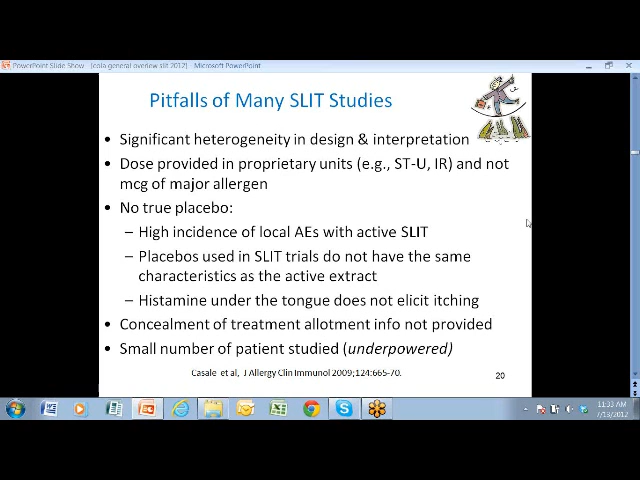 PowerPoint Slide Show - (cola general overiew slit 2012) - Microsoft PowerPoint
Pitfalls of Many SLIT Studies
• Significant heterogeneity in design & interpretation
• Dose provided in proprietary units (e.g., ST-U, IR) and not
mcg of major allergen
• No true placebo:
– High incidence of local AEs with active SLIT
– Placebos used in SLIT trials do not have the same
characteristics as the active extract
– Histamine under the tongue does not elicit itching
• Concealment of treatment allotment info not provided
• Small number of patient studied (underpowered)
Casale et al, J Allergy Clin Immunol 2009;124:665-70.
20
11:33 AM
7/13/2012